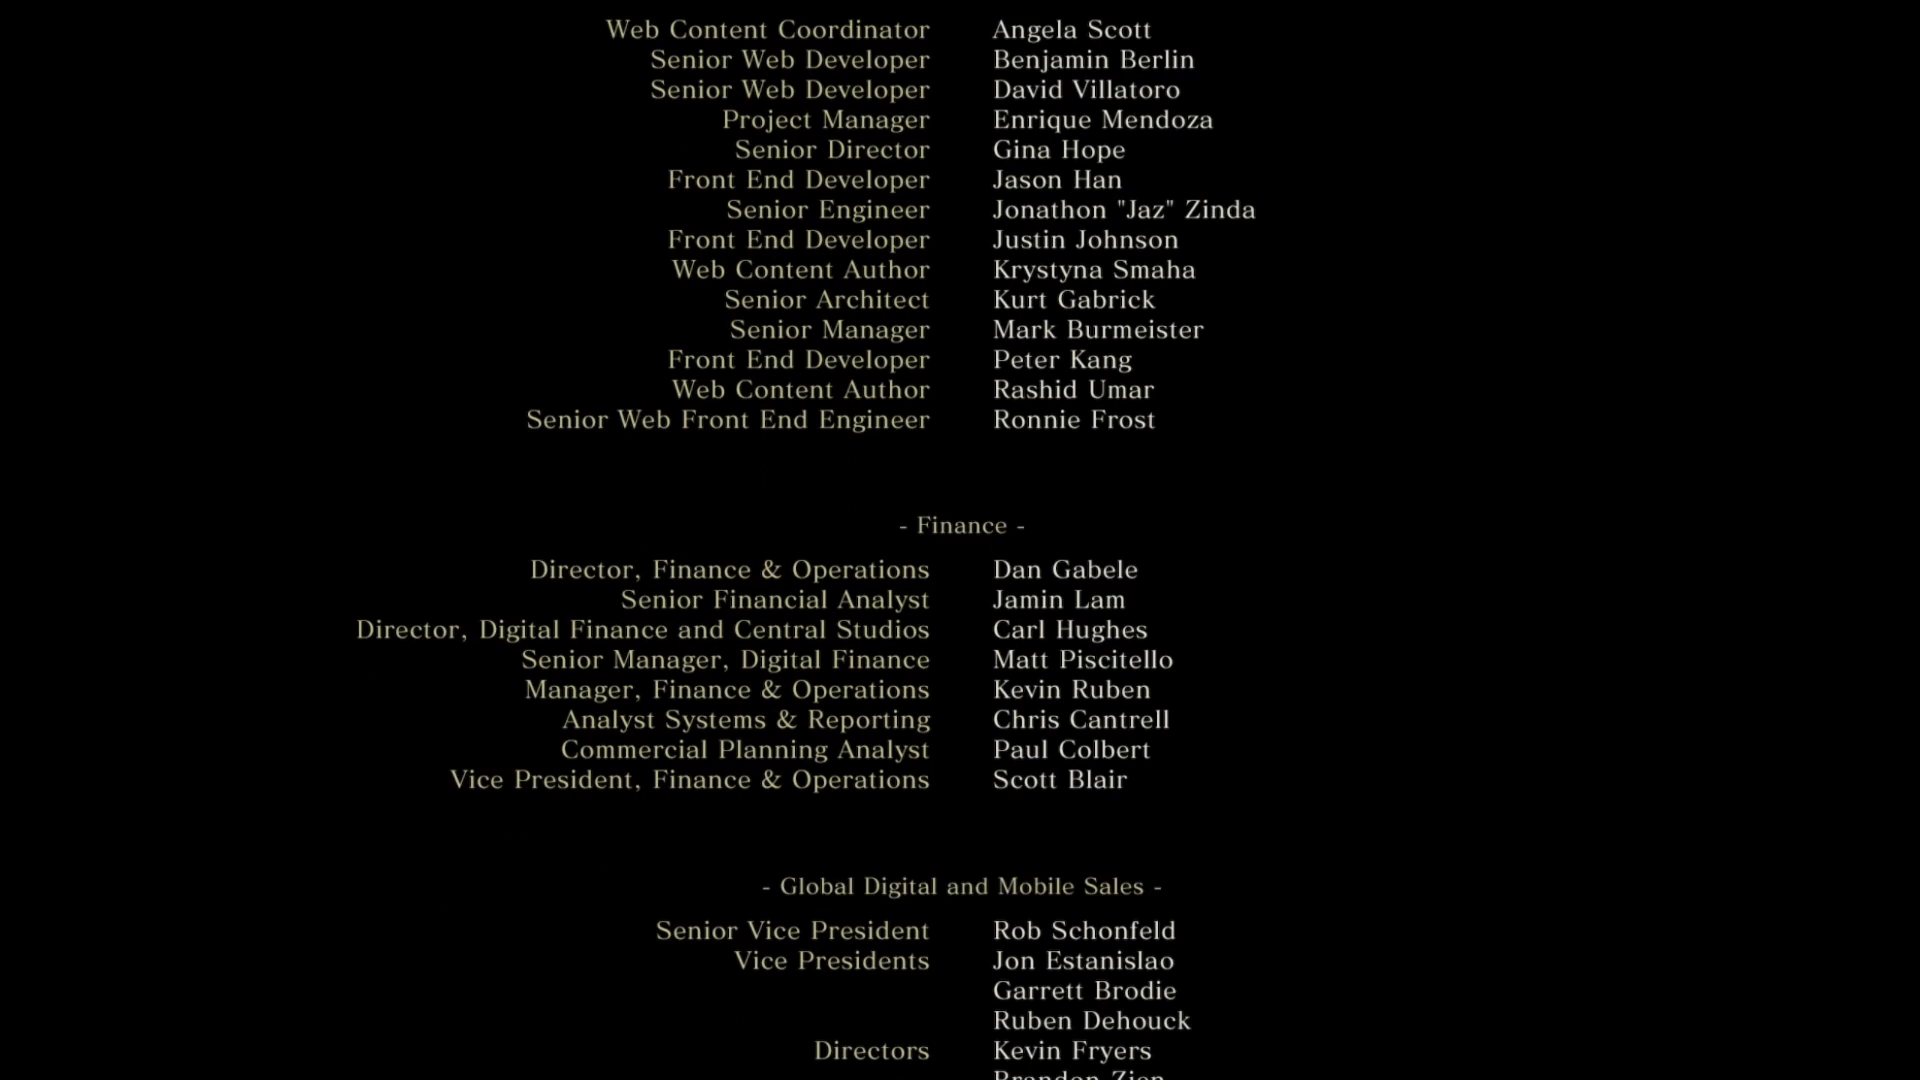 Web Content Coordinator Angela Scott
Senior Web Developer Benjamin Berlin
Senior Web Developer David Villatoro
Project Manager Enrique Mendoza
Senior Director Gina Hope
Front End Developer Jason Han
Senior Engineer Jonathon "Jaz" Zinda
Front End Developer Justin Johnson
Web Content Author Krystyna Smaha
Senior Architect Kurt Gabrick
Senior Manager Mark Burmeister
Front End Developer Peter Kang
Web Content Author Rashid Umar
Senior Web Front End Engineer Ronnie Frost
- Finance -
Director, Finance & Operations Dan Gabele
Senior Financial Analyst Jamin Lam
Director, Digital Finance and Central Studios Carl Hughes
Senior Manager, Digital Finance Matt Piscitello
Manager, Finance & Operations Kevin Ruben
Analyst Systems & Reporting Chris Cantrell
Commercial Planning Analyst Paul Colbert
Vice President, Finance & Operations Scott Blair
- Global Digital and Mobile Sales -
Senior Vice President Rob Schonfeld
Vice Presidents Jon Estanislao
Garrett Brodie
Ruben Dehouck
Directors Kevin Fryers